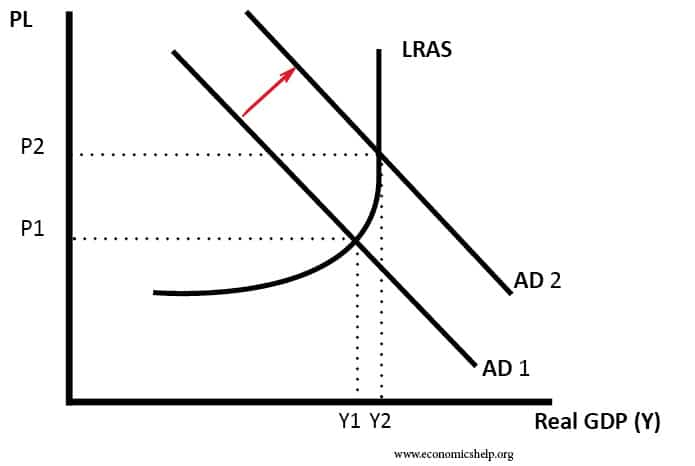 PL
LRAS
P2
P1
AD 2
AD 1
Y1 Y2
Real GDP (Y)
www.economicshelp.org